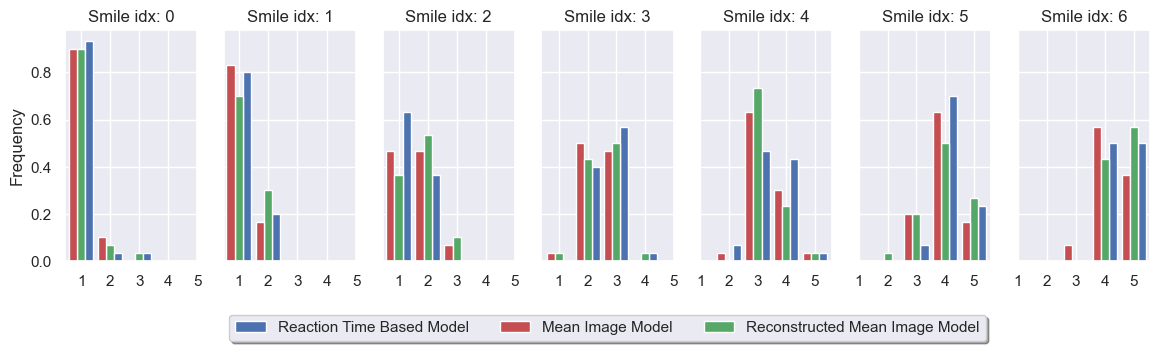 Smile idx: 0 Smile idx: 1 Smile idx: 2 Smile idx: 3 Smile idx: 4 Smile idx: 5 Smile idx: 6
Frequency
0.8
0.6
0.4
0.2
0.0
1 2 3 4 5 1 2 3 4 5 1 2 3 4 5 1 2 3 4 5 1 2 3 4 5 1 2 3 4 5 1 2 3 4 5
Reaction Time Based Model Mean Image Model Reconstructed Mean Image Model